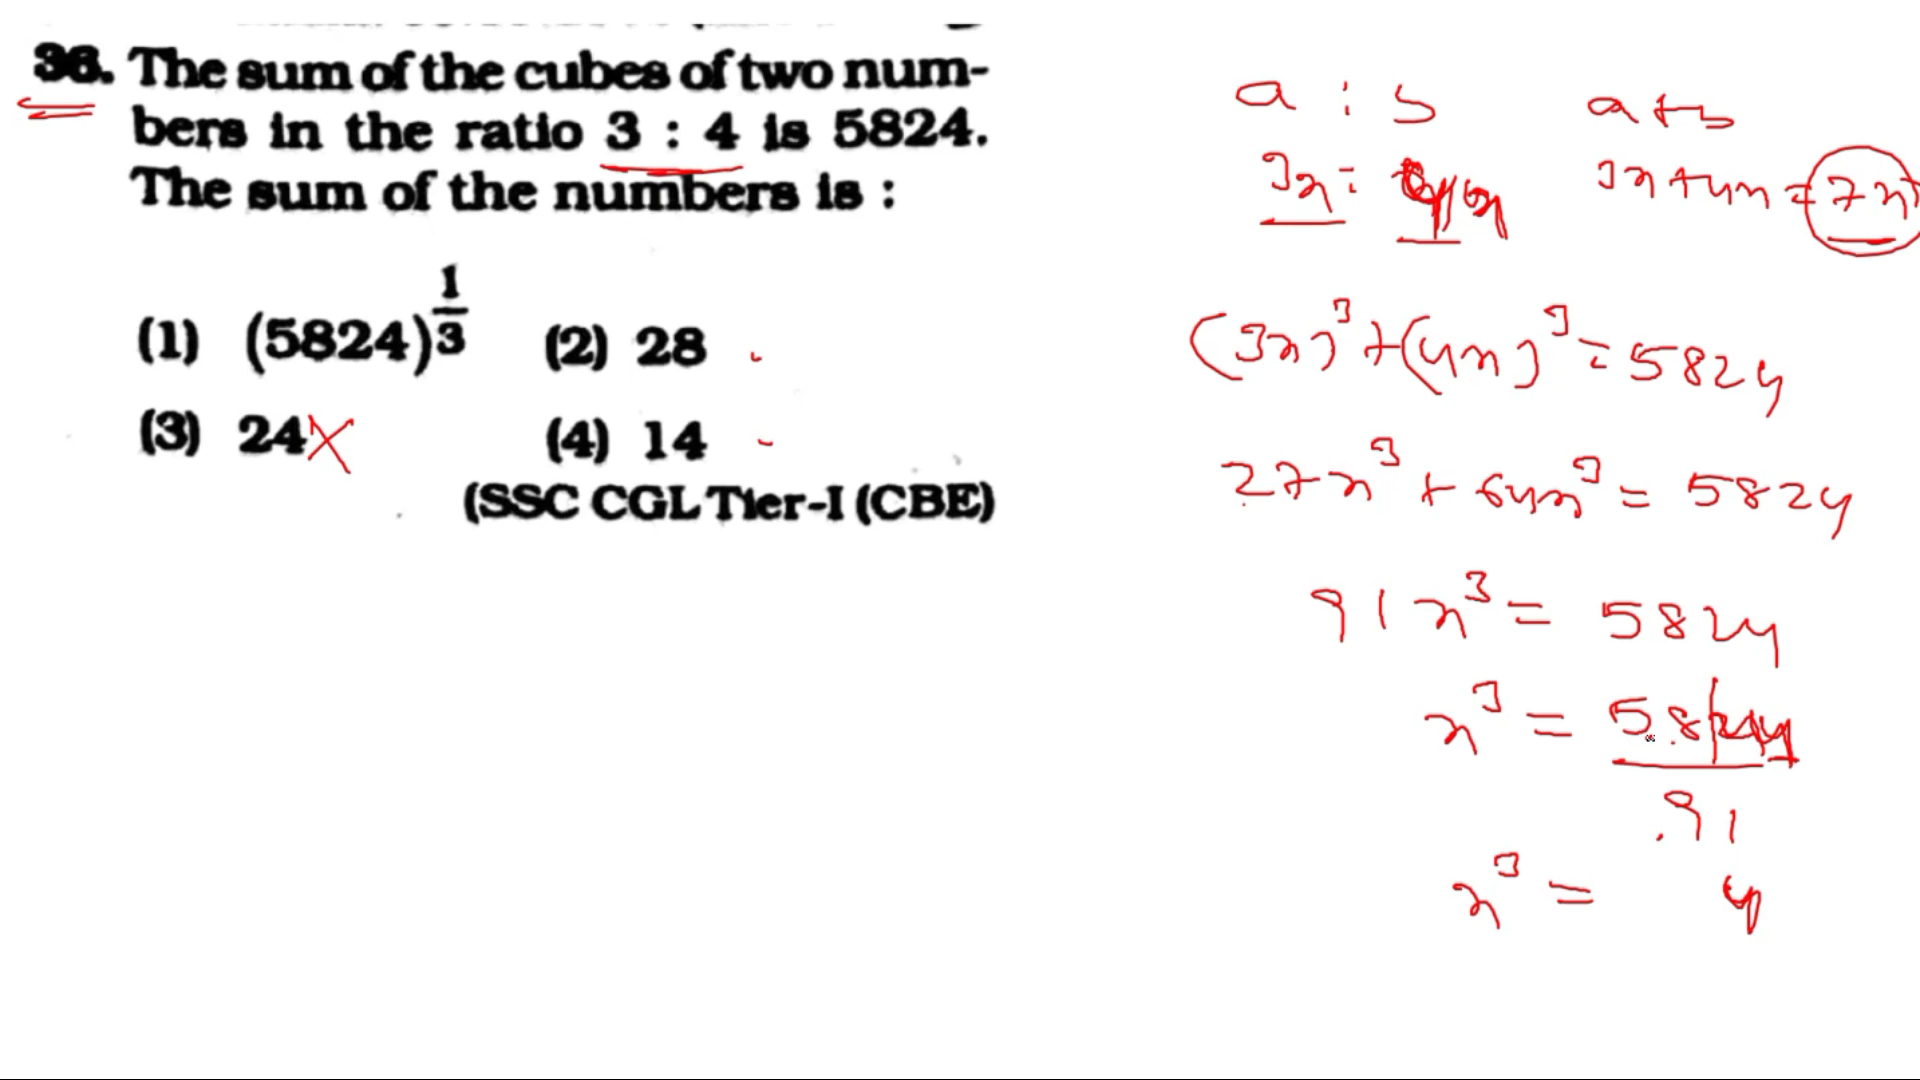 36. The sum of the cubes of two num-
bers in the ratio 3 : 4 is 5824.
The sum of the numbers is :
(1) (5824)^1/3 (2) 28
(3) 24 (4) 14
(SSC CGL Tier-I (CBE)
a : b
3x :
a+b
3x+4x = 7x
(3x)³+(4x)³ = 5824
27x³ + 64x³ = 5824
91x³ = 5824
x³ = 5824
91
x³ = 4